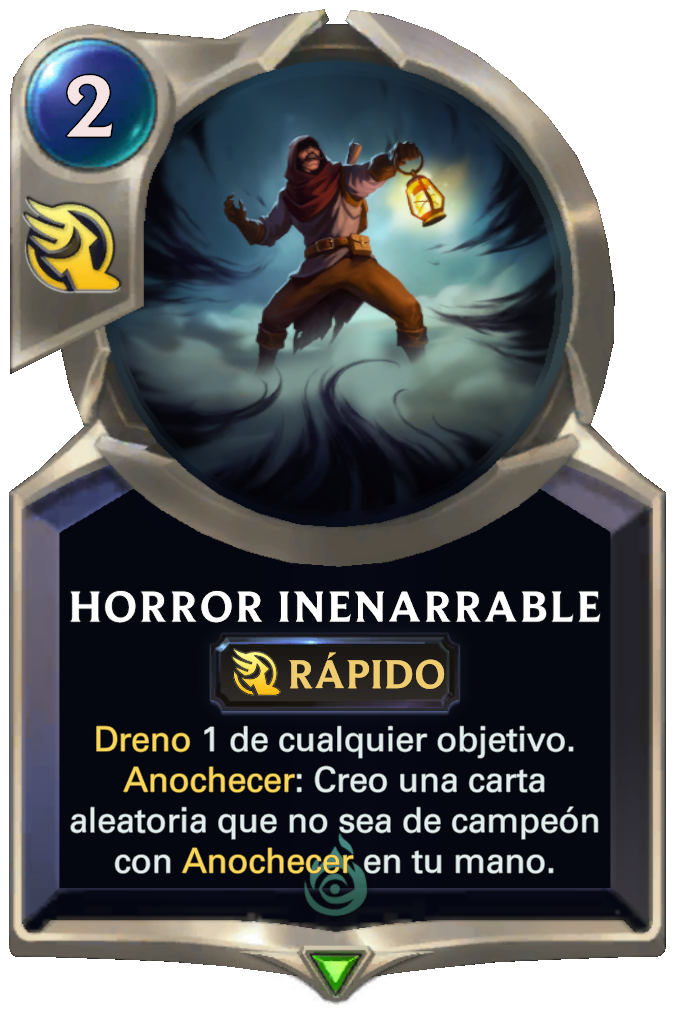 2
HORROR INENARRABLE
RÁPIDO
Dreno 1 de cualquier objetivo.
Anochecer: Creo una carta
aleatoria que no sea de campeón
con Anochecer en tu mano.